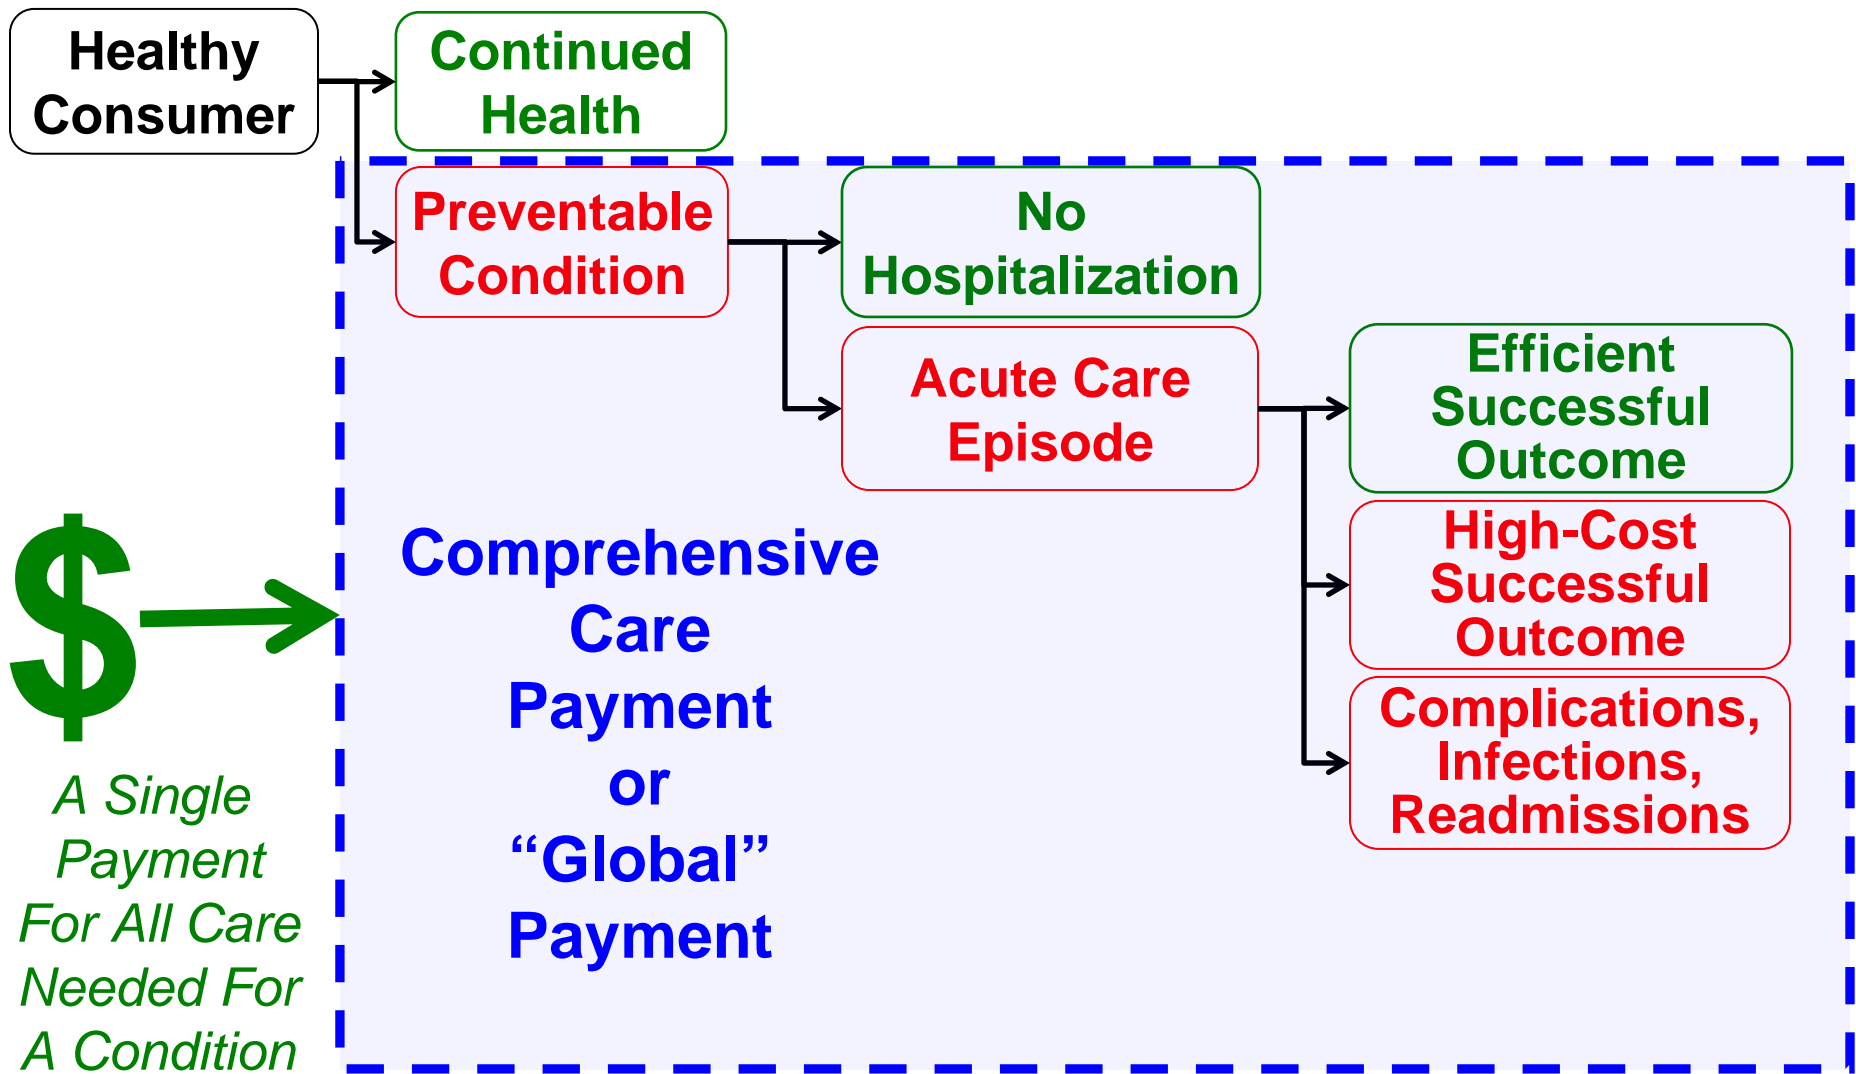 Healthy
Consumer
Continued
Health
Preventable
Condition
No
Hospitalization
Acute Care
Episode
Efficient
Successful
Outcome
High-Cost
Successful
Outcome
Complications,
Infections,
Readmissions
$
A Single
Payment
For All Care
Needed For
A Condition
Comprehensive
Care
Payment
or
“Global”
Payment